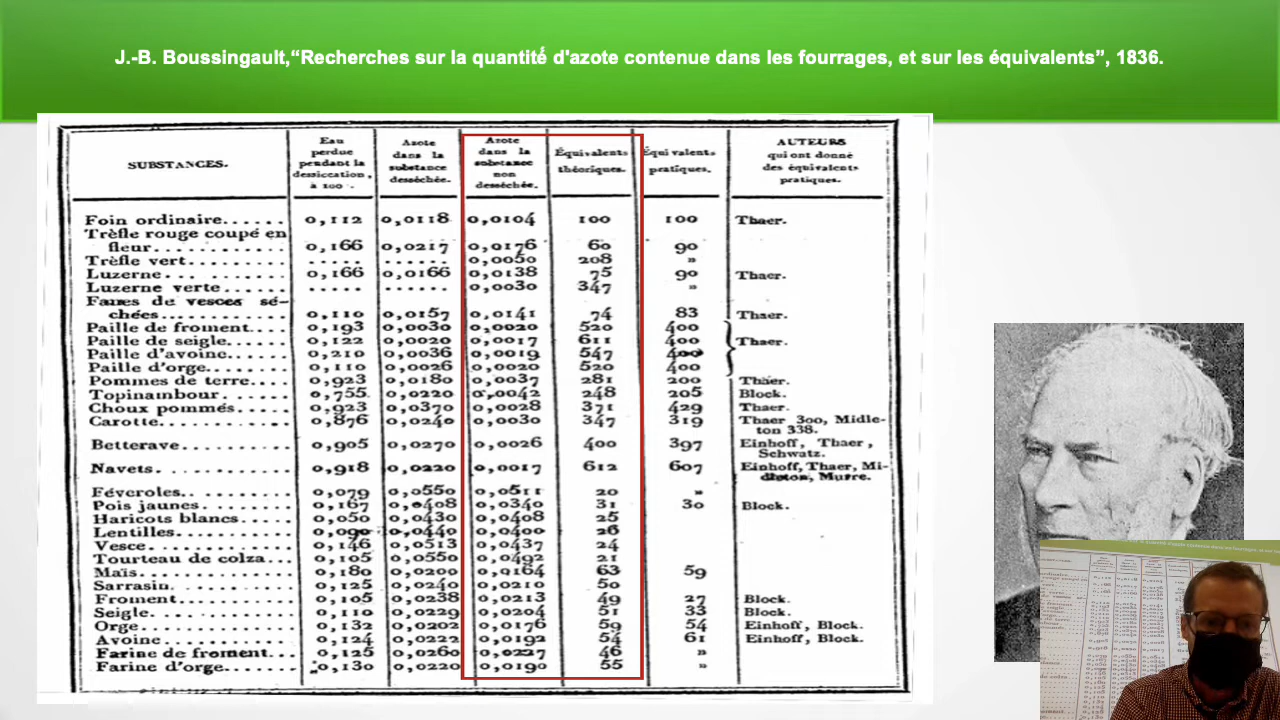 J.-B. Boussingault,“Recherches sur la quantité d'azote contenue dans les fourrages, et sur les équivalents”, 1836.
SUBSTANCES. Eau perdue pendant la dessiccation, à 100°. Azote dans la substance desséchée. Azote dans la substance non desséchée. Équivalents théoriques. Équivalents pratiques. AUTEURS qui ont donné des équivalents pratiques.
Foin ordinaire...... 0,112 0,0118 0,0104 100 100 Thaer.
Trèfle rouge coupé en
fleur............ 0,166 0,0217 0,0176 60 90
Trèfle vert......... ..... ...... 0,0050 208 »
Luzerne........... 0,166 0,0166 0,0138 75 90 Thaer.
Luzerne verte....... ..... ...... 0,0030 347 »
Fanes de vesces sé-
chées............ 0,110 0,0157 0,0141 74 83 Thaer.
Paille de froment.... 0,193 0,0030 0,0020 520 400
Paille de seigle...... 0,122 0,0020 0,0017 611 400 Thaer.
Paille d'avoine...... 0,210 0,0036 0,0019 547 400
Paille d'orge........ 0,110 0,0026 0,0020 520 400
Pommes de terre.... 0,923 0,0180 0,0037 281 200 Thaer.
Topinambour....... 0,755 0,0220 0,0042 248 205 Block.
Choux pommés..... 0,923 0,0370 0,0028 371 429 Thaer.
Carotte........... 0,876 0,0240 0,0030 347 319 Thaer 300, Midle-
ton 338.
Betterave.......... 0,905 0,0270 0,0026 400 397 Einhoff, Thaer,
Schwatz.
Navets............ 0,918 0,0220 0,0017 612 607 Einhoff, Thaer, Mi-
dleton, Murre.
Féveroles.......... 0,079 0,0550 0,0511 20 »
Pois jaunes........ 0,167 0,0408 0,0340 31 30 Block.
Haricots blancs..... 0,050 0,0430 0,0408 25
Lentilles........... 0,090 0,0440 0,0400 26
Vesce............. 0,146 0,0513 0,0437 24
Tourteau de colza... 0,105 0,0550 0,0492 21
Maïs.............. 0,180 0,0200 0,0164 63 59
Sarrasin........... 0,125 0,0240 0,0210 50
Froment........... 0,105 0,0238 0,0213 49 27 Block.
Seigle............. 0,110 0,0229 0,0204 51 33 Block.
Orge.............. 0,132 0,0202 0,0176 59 54 Einhoff, Block.
Avoine............ 0,124 0,0222 0,0192 54 61 Einhoff, Block.
Farine de froment... 0,125 0,0260 0,0227 46 »
Farine d'orge....... 0,130 0,0220 0,0190 55 »